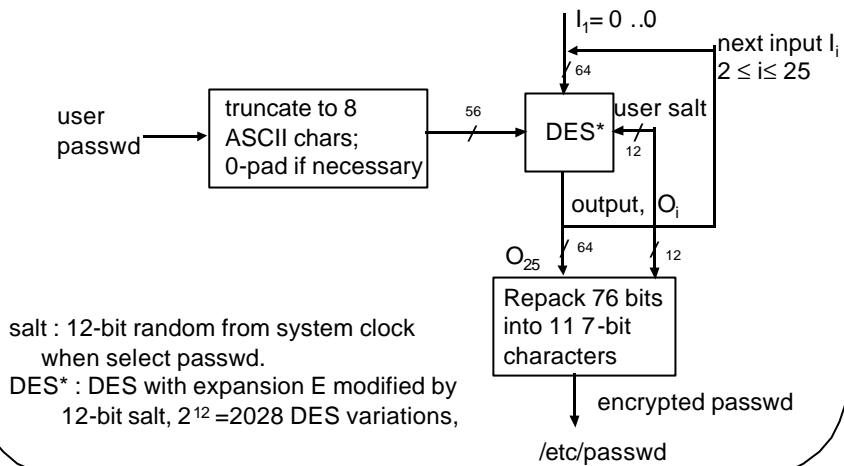 I₁= 0 ..0
next input Iᵢ
2 ≤ i≤ 25
64
user
passwd
truncate to 8
ASCII chars;
0-pad if necessary
56
DES*
user salt
12
output, Oᵢ
O₂₅
64
12
Repack 76 bits
into 11 7-bit
characters
salt : 12-bit random from system clock
when select passwd.
DES* : DES with expansion E modified by
12-bit salt, 2¹² =2028 DES variations,
encrypted passwd
/etc/passwd